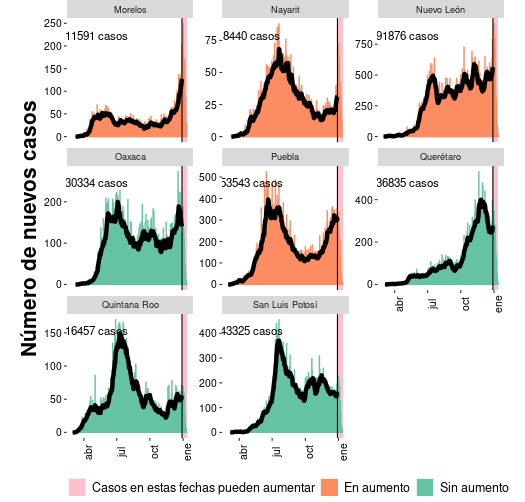 Morelos
Nayarit
Nuevo León
250
200
150
100
50
0
11591 casos
75
50
25
0
8440 casos
750
500
250
0
91876 casos
Oaxaca
Puebla
Querétaro
200
100
0
30334 casos
500
400
300
200
100
0
53543 casos
400
200
0
36835 casos
Quintana Roo
San Luis Potosí
150
100
50
0
16457 casos
400
300
200
100
0
43325 casos
abr
jul
oct
ene
abr
jul
oct
ene
abr
jul
oct
ene
Número de nuevos casos
Casos en estas fechas pueden aumentar
En aumento
Sin aumento